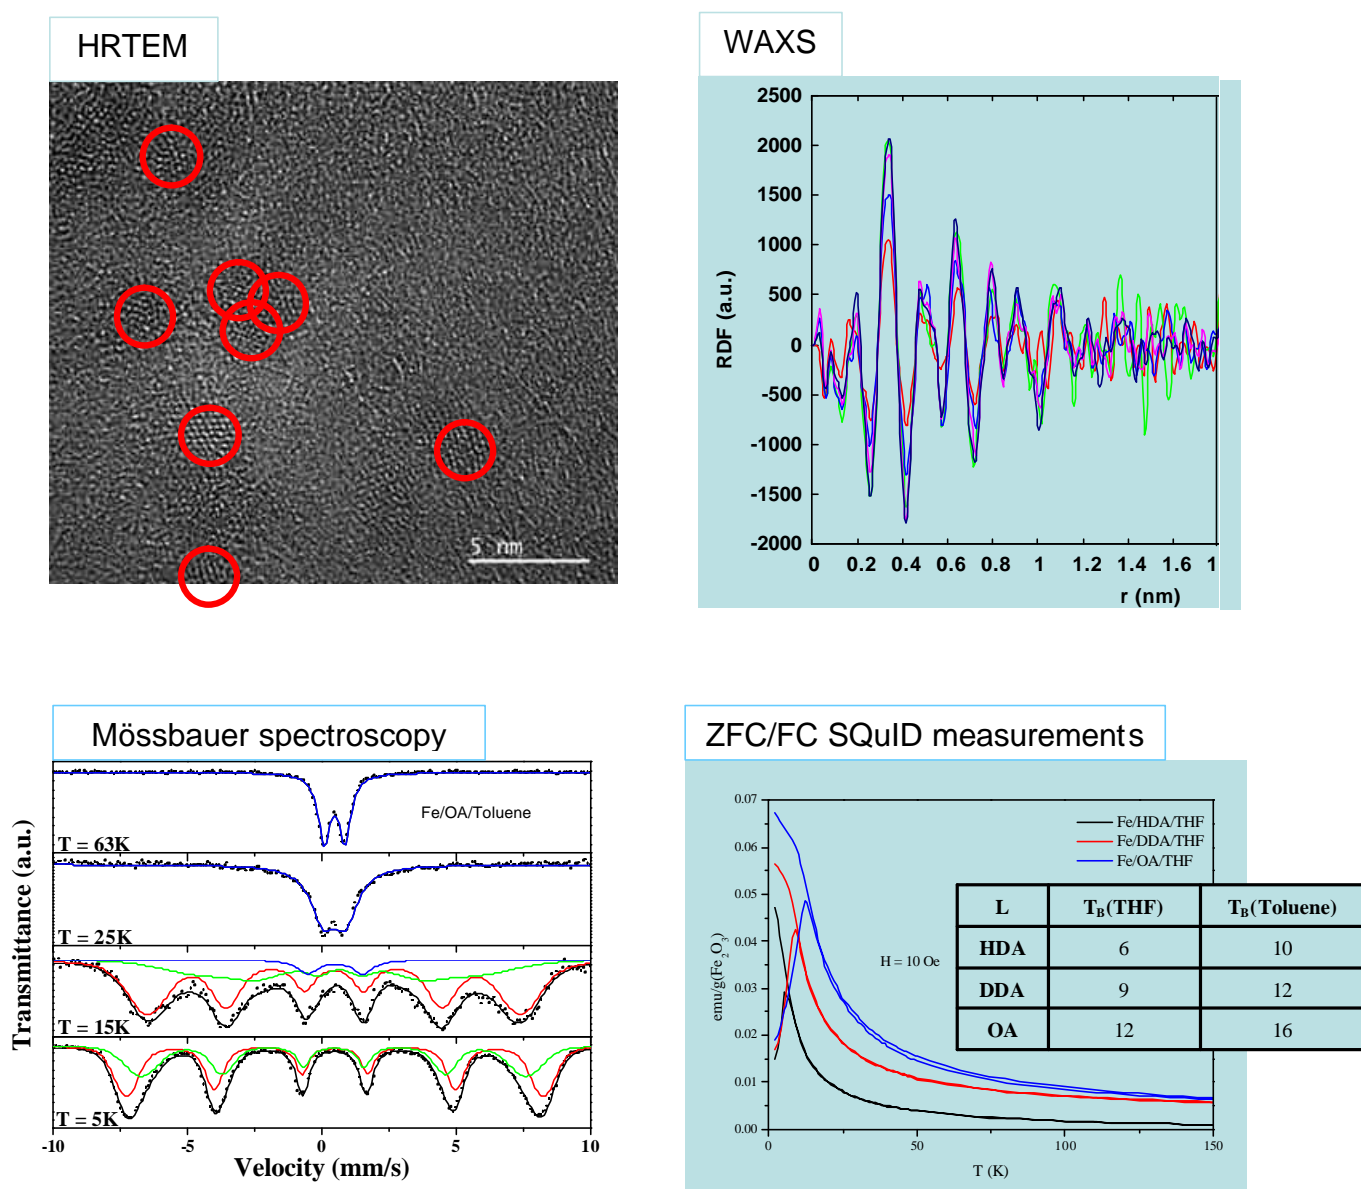 HRTEM
5 nm
WAXS
2500
2000
1500
1000
500
0
-500
-1000
-1500
-2000
RDF (a.u.)
0 0.2 0.4 0.6 0.8 1 1.2 1.4 1.6 1
r (nm)
Mössbauer spectroscopy
Fe/OA/Toluene
T = 63K
T = 25K
T = 15K
T = 5K
Transmittance (a.u.)
-10 -5 0 5 10
Velocity (mm/s)
ZFC/FC SQuID measurements
0.07
0.06
0.05
0.04
0.03
0.02
0.01
0.00
emu/g(Fe2O3)
Fe/HDA/THF
Fe/DDA/THF
Fe/OA/THF
H = 10 Oe
0 50 100 150
T (K)
L TB(THF) TB(Toluene)
HDA 6 10
DDA 9 12
OA 12 16